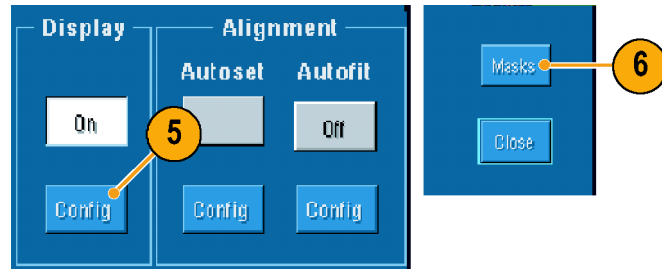 Display Alignment
Autoset Autofit
On 5 Off
Config Config Config
Masks 6
Close